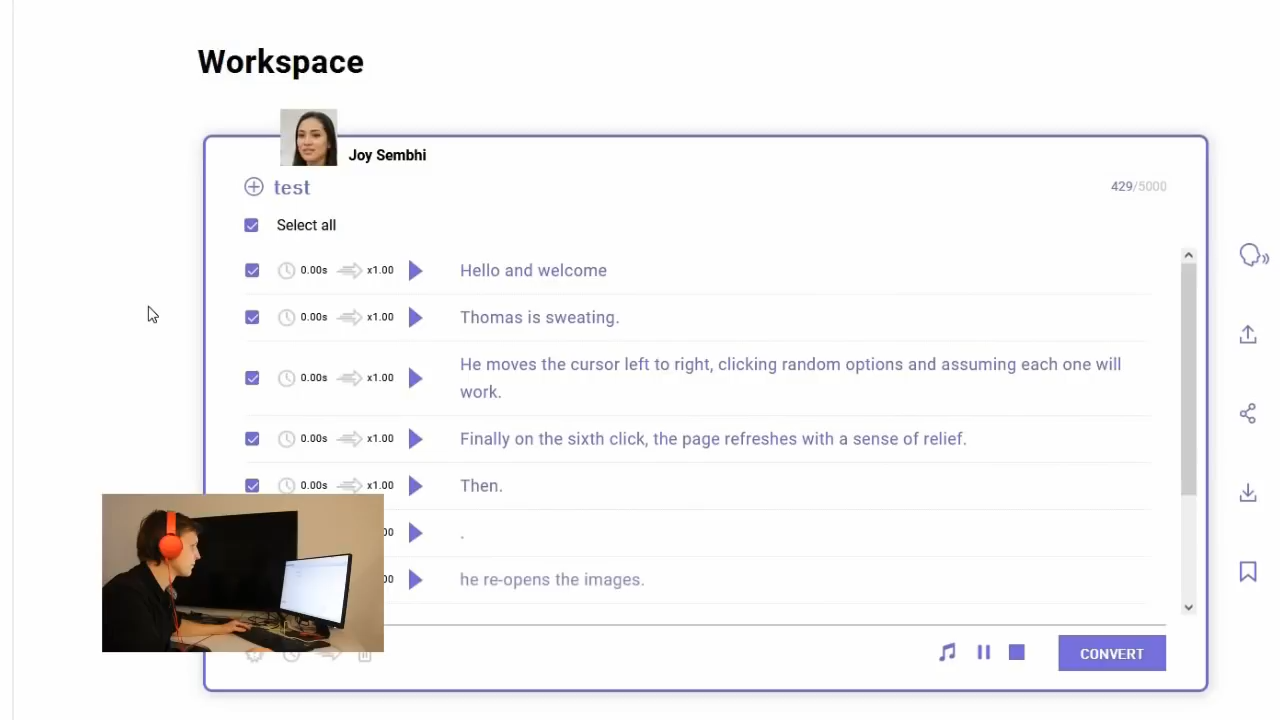 Workspace
Joy Sembhi
test
429/5000
Select all
0.00s x1.00 Hello and welcome
0.00s x1.00 Thomas is sweating.
0.00s x1.00 He moves the cursor left to right, clicking random options and assuming each one will
work.
0.00s x1.00 Finally on the sixth click, the page refreshes with a sense of relief.
0.00s x1.00 Then.
00 .
00 he re-opens the images.
CONVERT